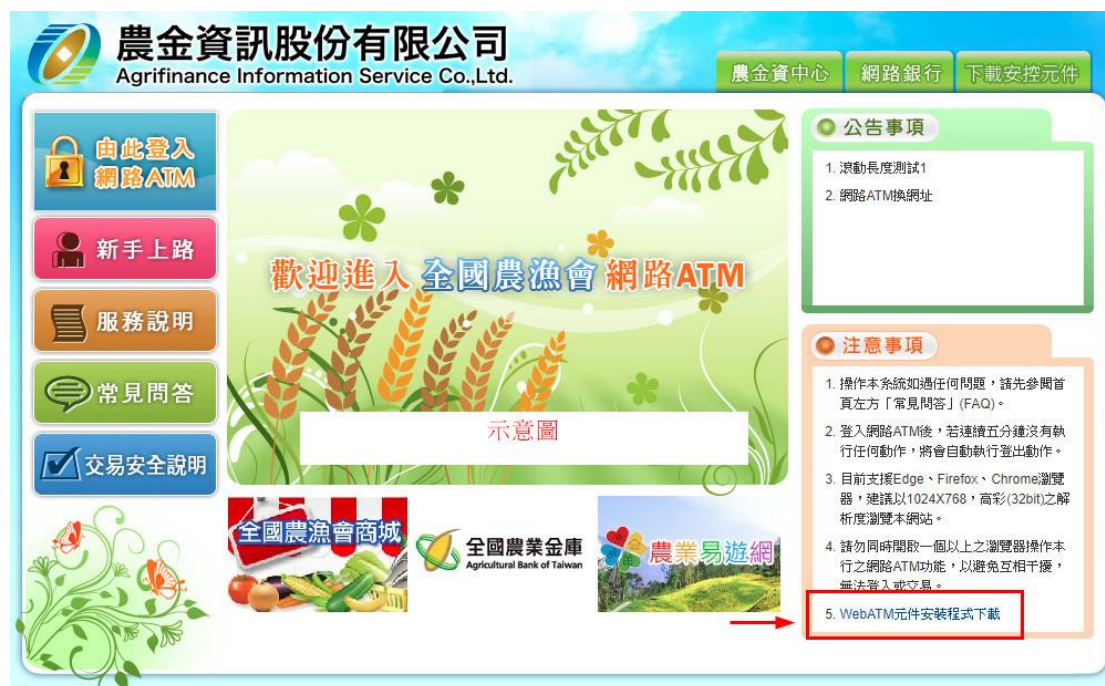 農金資訊股份有限公司
Agrifinance Information Service Co.,Ltd.
農金資中心
網路銀行
下載安控元件
由此登入
網路ATM
新手上路
服務說明
常見問答
交易安全說明
歡迎進入 全國農漁會 網路ATM
示意圖
全國農漁會商城
全國農業金庫
Agricultural Bank of Taiwan
農業易遊網
公告事項
1. 滾動長度測試1
2. 網路ATM換網址
注意事項
1. 操作本系統如遇任何問題，請先參閱首
頁左方「常見問答」(FAQ)。
2. 登入網路ATM後，若連續五分鐘沒有執
行任何動作，將會自動執行登出動作。
3. 目前支援Edge、Firefox、Chrome瀏覽
器，建議以1024X768，高彩(32bit)之解
析度瀏覽本網站。
4. 請勿同時開啟一個以上之瀏覽器操作本
行之網路ATM功能，以避免互相干擾，
無法登入或交易。
5. WebATM元件安裝程式下載